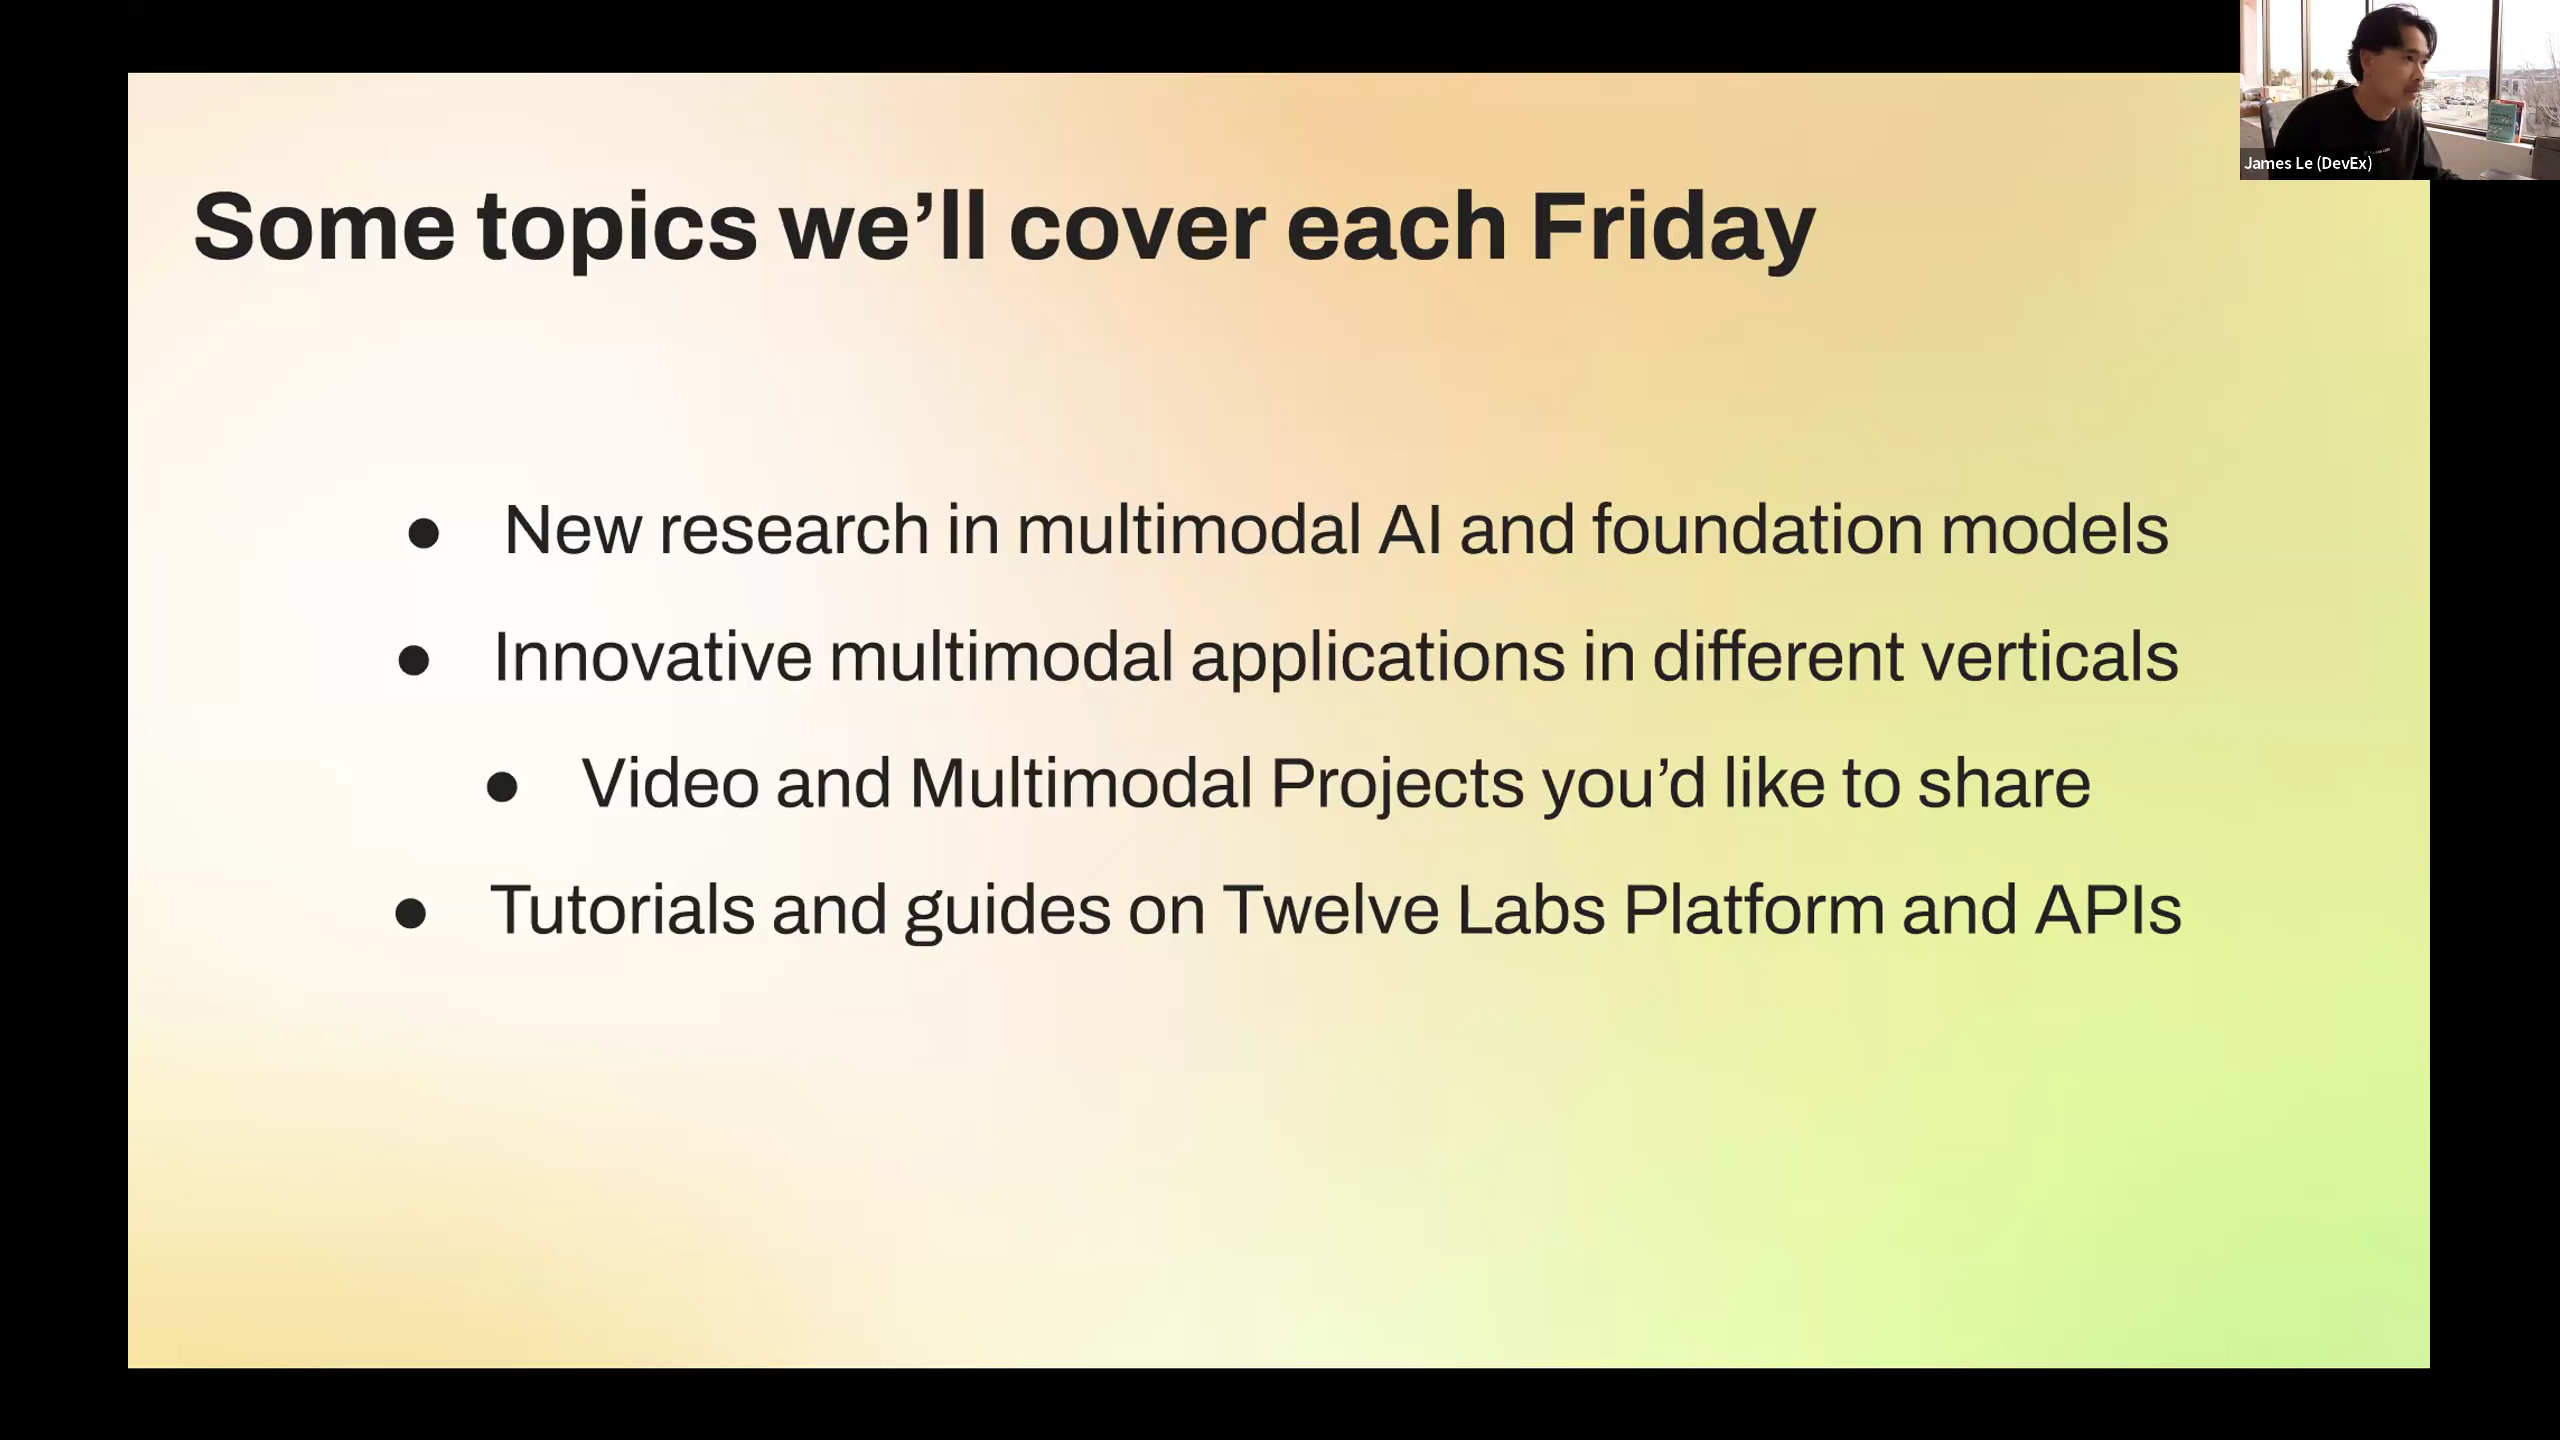 James Le (DevEx)
Some topics we’ll cover each Friday
● New research in multimodal AI and foundation models
● Innovative multimodal applications in different verticals
● Video and Multimodal Projects you’d like to share
● Tutorials and guides on Twelve Labs Platform and APIs